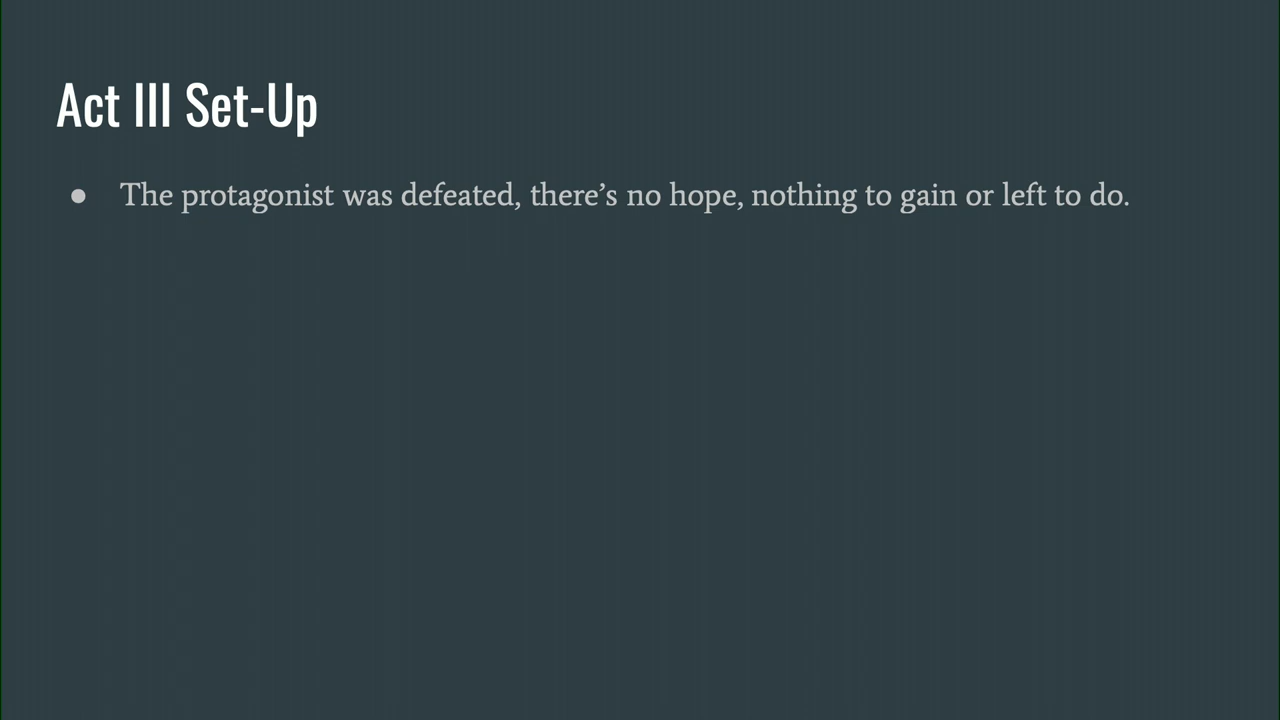 Act III Set-Up
● The protagonist was defeated, there’s no hope, nothing to gain or left to do.